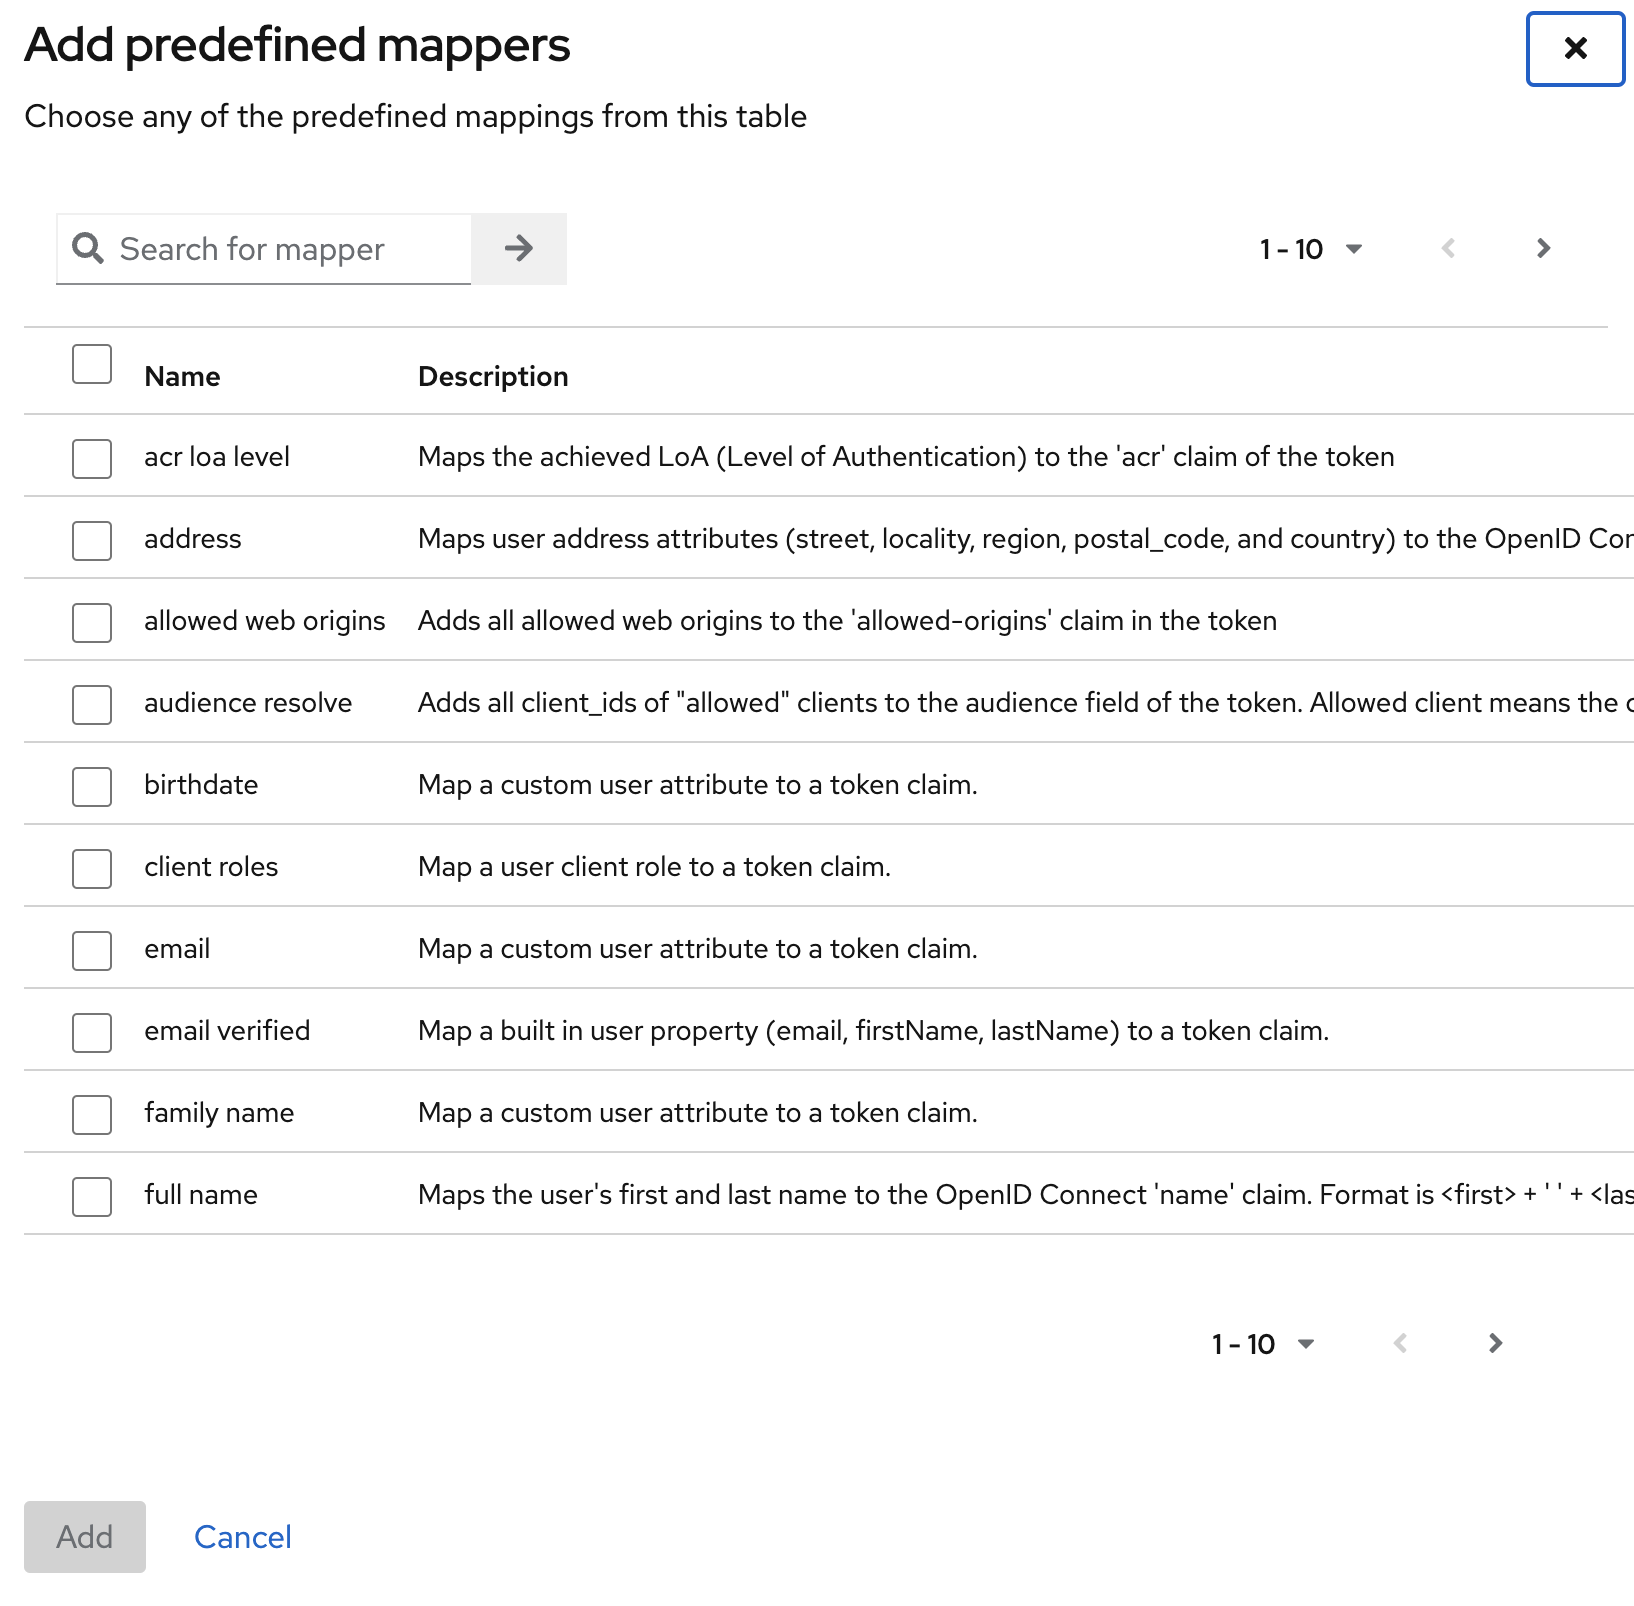 Add predefined mappers
Choose any of the predefined mappings from this table
Search for mapper
1 - 10
Name Description
acr loa level Maps the achieved LoA (Level of Authentication) to the 'acr' claim of the token
address Maps user address attributes (street, locality, region, postal_code, and country) to the OpenID
allowed web origins Adds all allowed web origins to the 'allowed-origins' claim in the token
audience resolve Adds all client_ids of "allowed" clients to the audience field of the token. Allowed client means the
birthdate Map a custom user attribute to a token claim.
client roles Map a user client role to a token claim.
email Map a custom user attribute to a token claim.
email verified Map a built in user property (email, firstName, lastName) to a token claim.
family name Map a custom user attribute to a token claim.
full name Maps the user's first and last name to the OpenID Connect 'name' claim. Format is <first> + ' ' + <las
1 - 10
Add Cancel